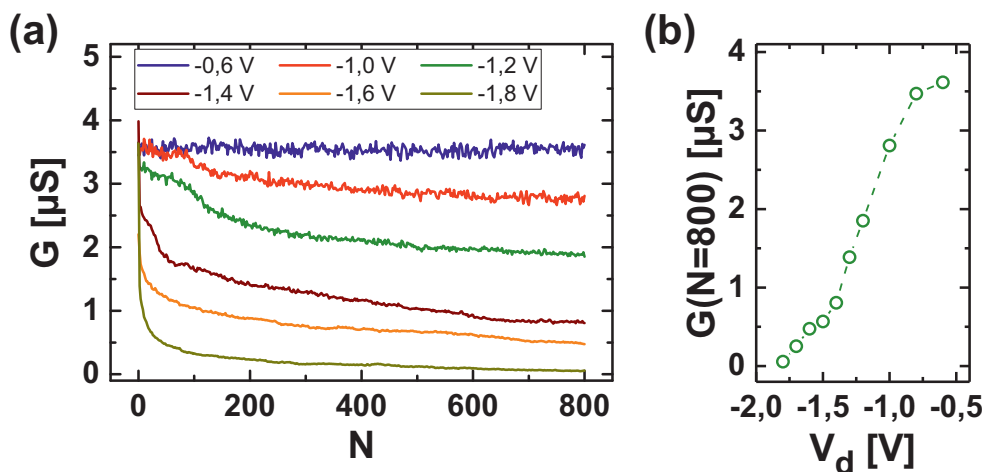 (a)
5
4
3
2
1
0
G [µS]
-0,6 V -1,0 V -1,2 V
-1,4 V -1,6 V -1,8 V
0 200 400 600 800
N
(b)
4
3
2
1
0
G(N=800) [µS]
-2,0 -1,5 -1,0 -0,5
V_d [V]